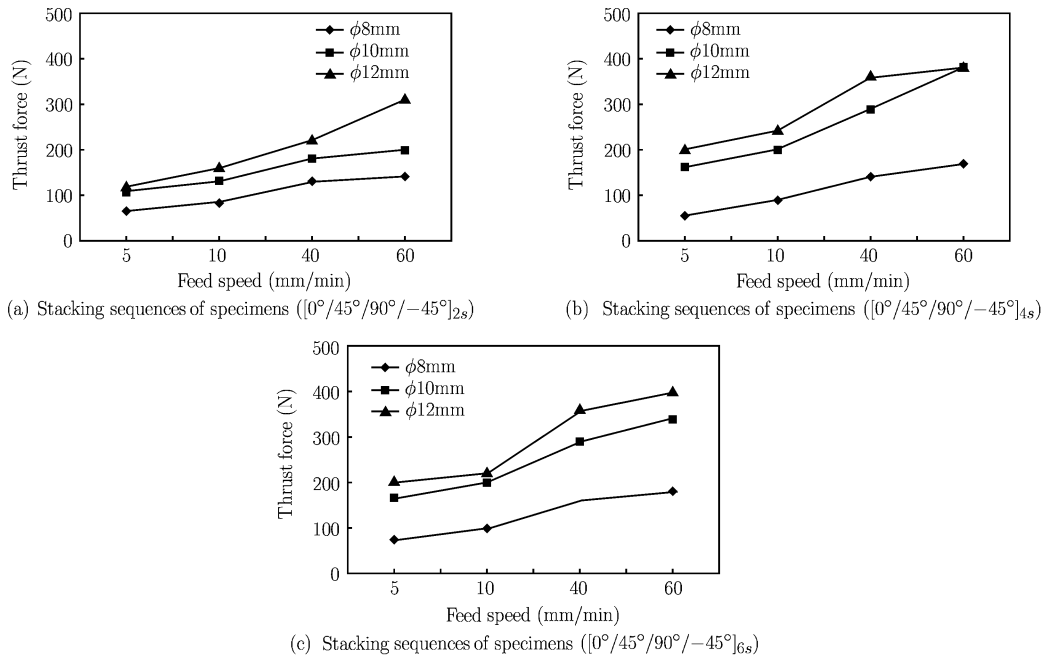 500
400
300
200
100
0
Thrust force (N)
ϕ8mm
ϕ10mm
ϕ12mm
5 10 40 60
Feed speed (mm/min)
(a) Stacking sequences of specimens ([0°/45°/90°/−45°]2s)
500
400
300
200
100
0
Thrust force (N)
ϕ8mm
ϕ10mm
ϕ12mm
5 10 40 60
Feed speed (mm/min)
(b) Stacking sequences of specimens ([0°/45°/90°/−45°]4s)
500
400
300
200
100
0
Thrust force (N)
ϕ8mm
ϕ10mm
ϕ12mm
5 10 40 60
Feed speed (mm/min)
(c) Stacking sequences of specimens ([0°/45°/90°/−45°]6s)